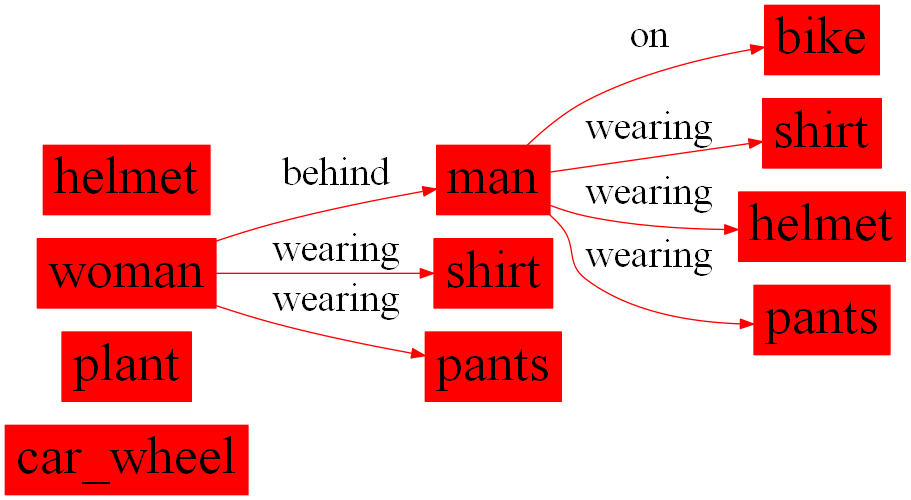 bike
on
shirt
wearing
helmet
behind
man
wearing
helmet
woman
wearing
shirt
wearing
pants
wearing
plant
pants
car_wheel